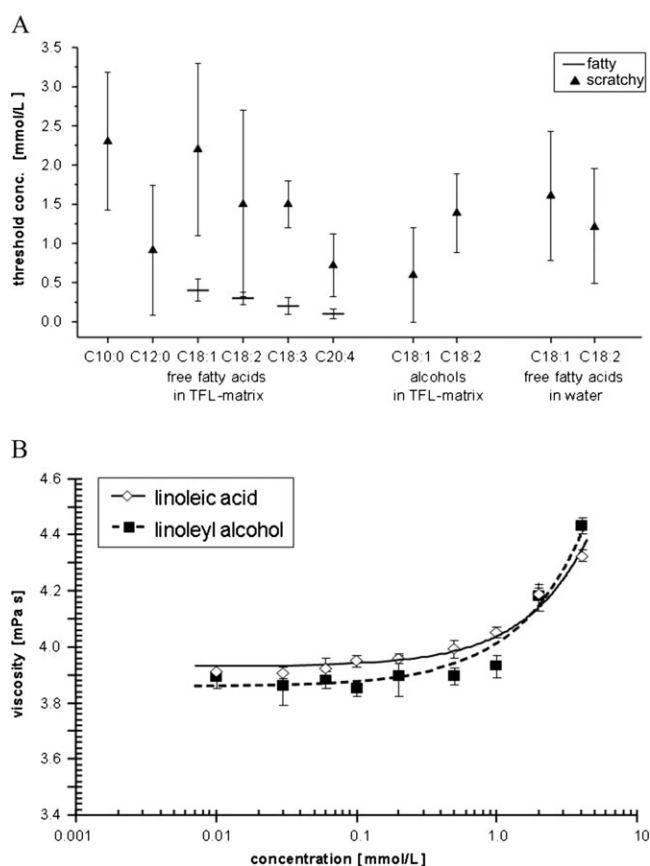 A
3.5
3.0
2.5
2.0
1.5
1.0
0.5
0.0
threshold conc. [mmol/L]
fatty
scratchy
C10:0 C12:0 C18:1 C18:2 C18:3 C20:4 C18:1 C18:2 C18:1 C18:2
free fatty acids alcohols free fatty acids
in TFL-matrix in TFL-matrix in water
B
4.6
4.4
4.2
4.0
3.8
3.6
3.4
viscosity [mPa s]
linoleic acid
linoleyl alcohol
0.001 0.01 0.1 1.0 10
concentration [mmol/L]